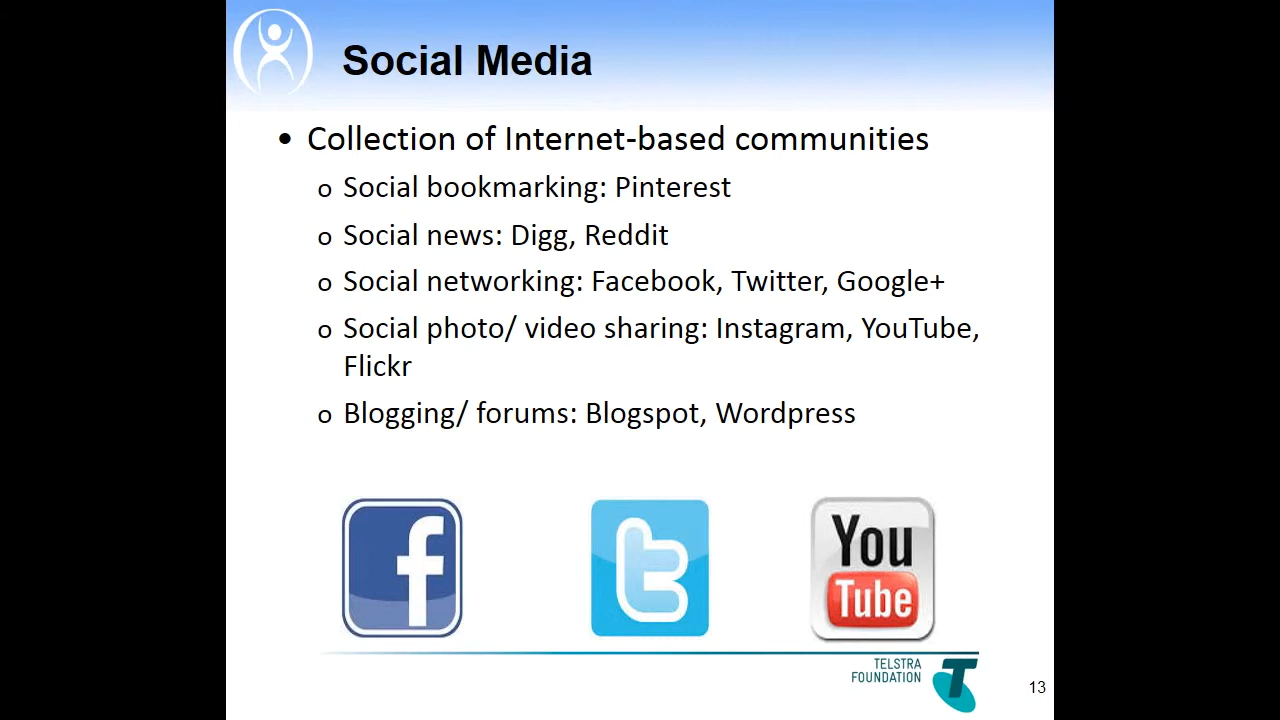 Social Media
• Collection of Internet-based communities
o Social bookmarking: Pinterest
o Social news: Digg, Reddit
o Social networking: Facebook, Twitter, Google+
o Social photo/ video sharing: Instagram, YouTube,
Flickr
o Blogging/ forums: Blogspot, Wordpress
f
t
You
Tube
TELSTRA
FOUNDATION
T
13